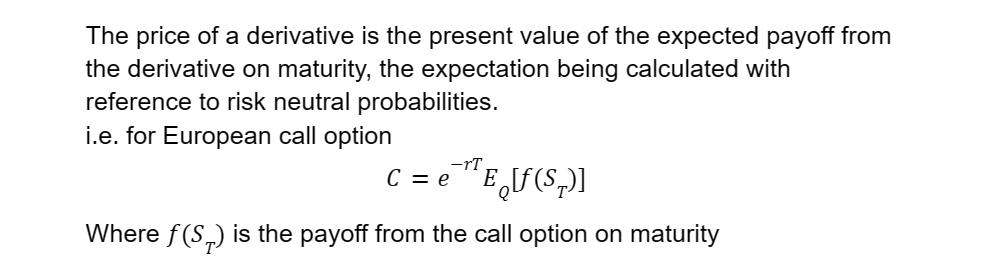 The price of a derivative is the present value of the expected payoff from
the derivative on maturity, the expectation being calculated with
reference to risk neutral probabilities.
i.e. for European call option
C = e^{-rT} E_Q[f(S_T)]
Where f(S_T) is the payoff from the call option on maturity